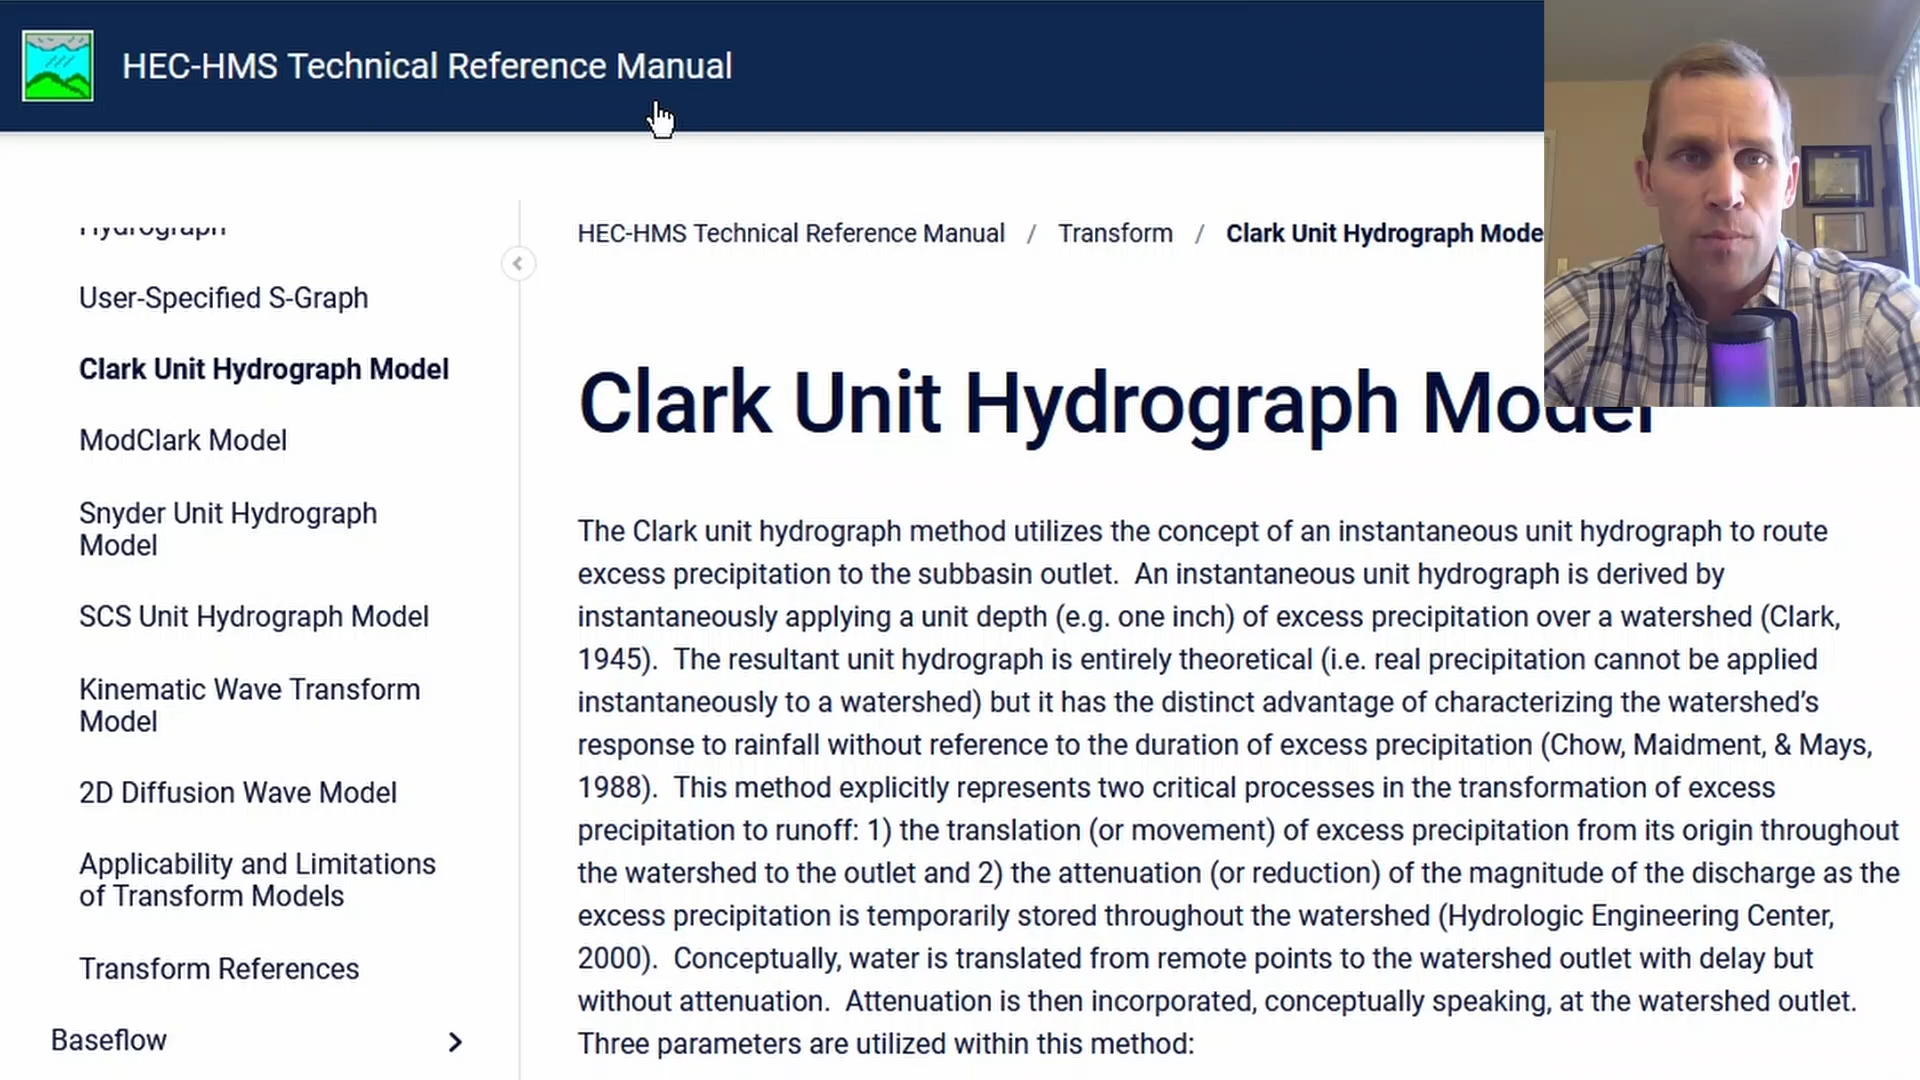 HEC-HMS Technical Reference Manual
Hydrograph
User-Specified S-Graph
Clark Unit Hydrograph Model
ModClark Model
Snyder Unit Hydrograph
Model
SCS Unit Hydrograph Model
Kinematic Wave Transform
Model
2D Diffusion Wave Model
Applicability and Limitations
of Transform Models
Transform References
Baseflow
HEC-HMS Technical Reference Manual / Transform / Clark Unit Hydrograph Mode
Clark Unit Hydrograph Model
The Clark unit hydrograph method utilizes the concept of an instantaneous unit hydrograph to route
excess precipitation to the subbasin outlet. An instantaneous unit hydrograph is derived by
instantaneously applying a unit depth (e.g. one inch) of excess precipitation over a watershed (Clark,
1945). The resultant unit hydrograph is entirely theoretical (i.e. real precipitation cannot be applied
instantaneously to a watershed) but it has the distinct advantage of characterizing the watershed’s
response to rainfall without reference to the duration of excess precipitation (Chow, Maidment, & Mays,
1988). This method explicitly represents two critical processes in the transformation of excess
precipitation to runoff: 1) the translation (or movement) of excess precipitation from its origin throughout
the watershed to the outlet and 2) the attenuation (or reduction) of the magnitude of the discharge as the
excess precipitation is temporarily stored throughout the watershed (Hydrologic Engineering Center,
2000). Conceptually, water is translated from remote points to the watershed outlet with delay but
without attenuation. Attenuation is then incorporated, conceptually speaking, at the watershed outlet.
Three parameters are utilized within this method: